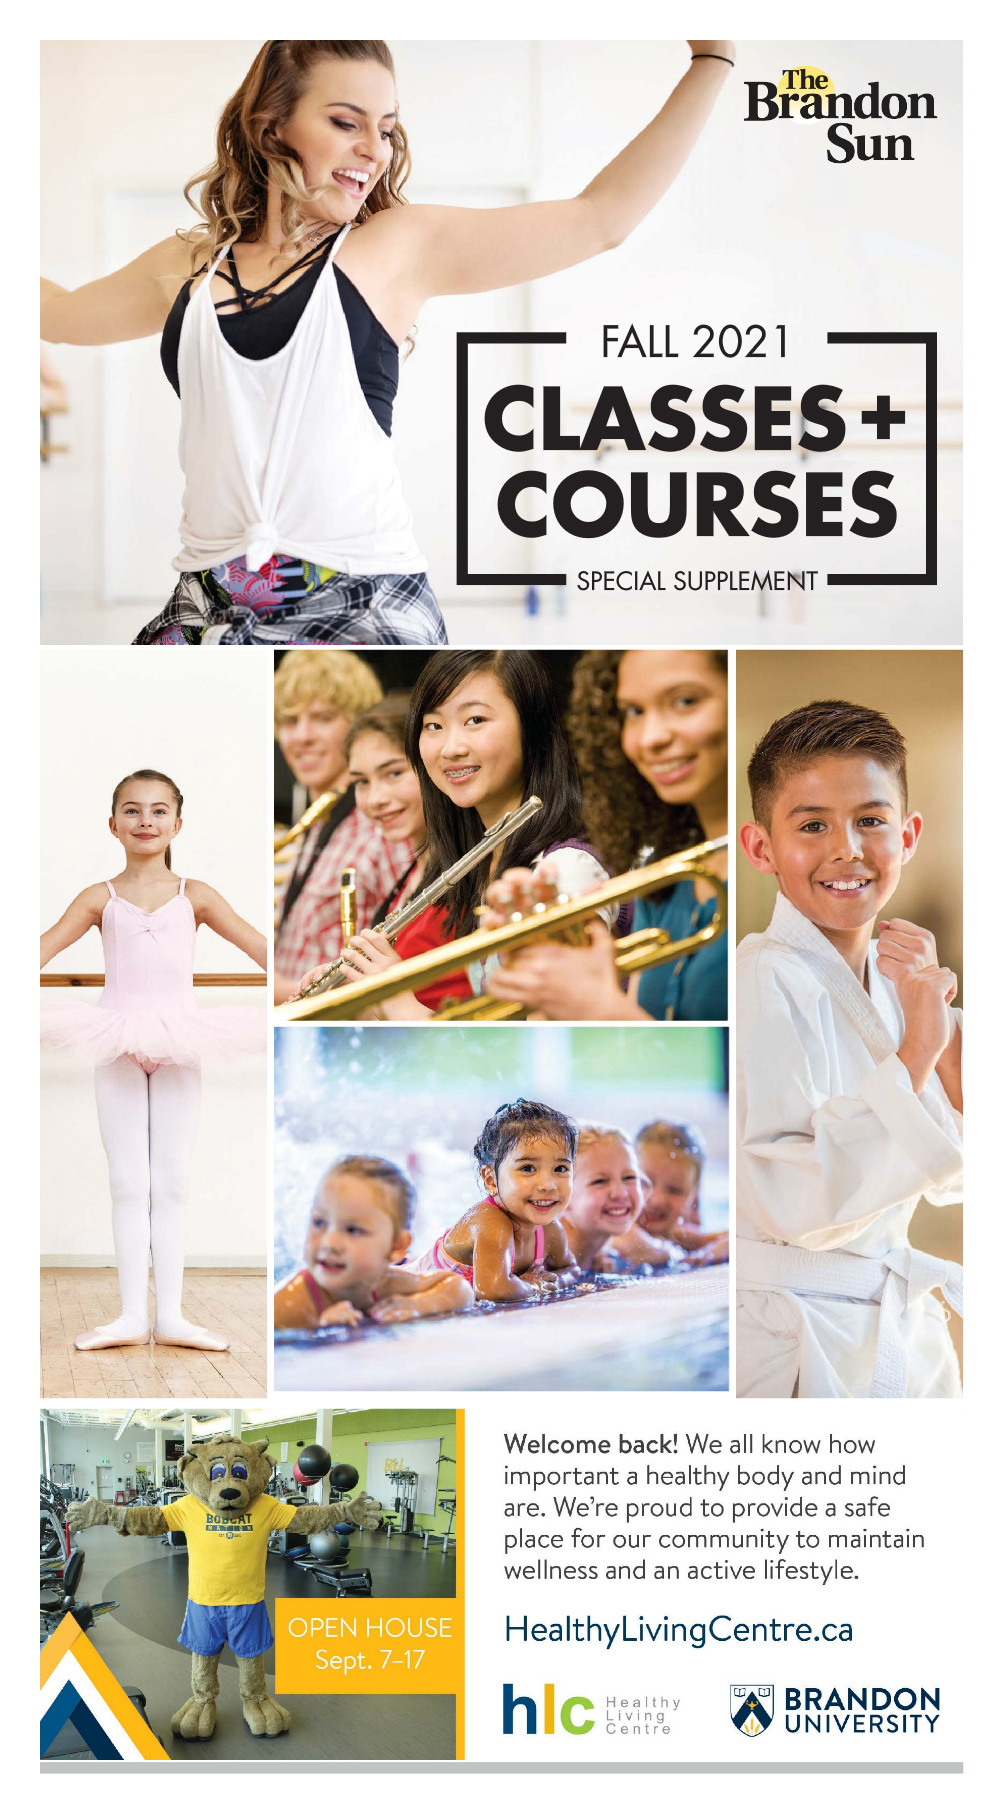 The
Brandon
Sun
FALL 2021
CLASSES +
COURSES
SPECIAL SUPPLEMENT
BOBCAT
NATION
OPEN HOUSE
Sept. 7–17
Welcome back! We all know how
important a healthy body and mind
are. We're proud to provide a safe
place for our community to maintain
wellness and an active lifestyle.
HealthyLivingCentre.ca
hlc
Healthy
Living
Centre
BRANDON
UNIVERSITY